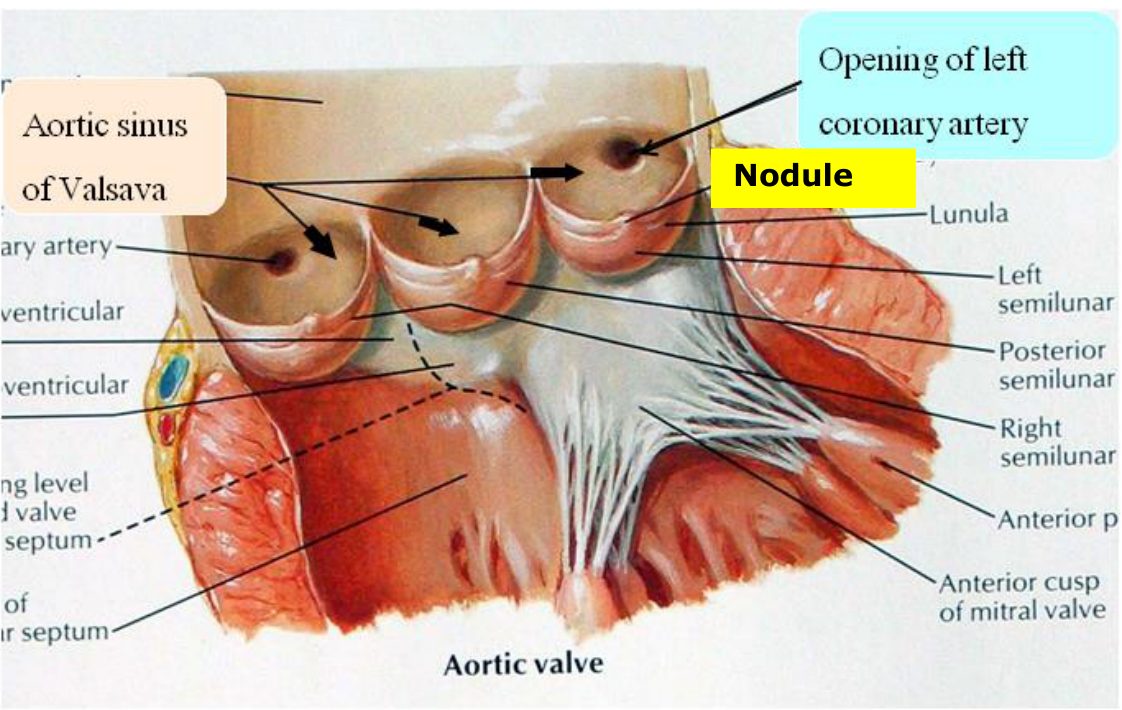 Opening of left
coronary artery
Aortic sinus
of Valsava
Nodule
Lunula
ary artery
Left
semilunar
ventricular
Posterior
semilunar
ventricular
Right
semilunar
ng level
d valve
septum
Anterior p
Anterior cusp
of mitral valve
of
ar septum
Aortic valve